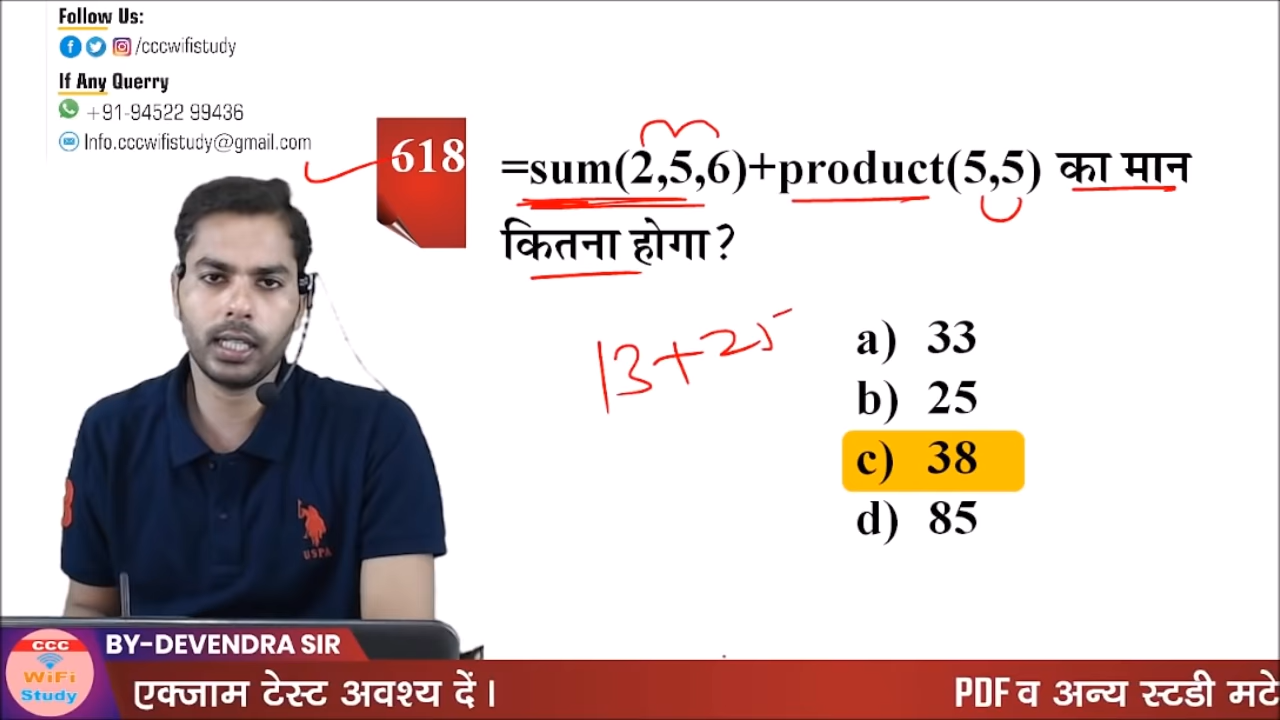 Follow Us:
/cccwifistudy
If Any Querry
+91-94522 99436
Info.cccwifistudy@gmail.com
618
=sum(2,5,6)+product(5,5) का मान
कितना होगा?
13+25
a) 33
b) 25
c) 38
d) 85
USPA
CCC
WiFi
Study
BY-DEVENDRA SIR
एक्जाम टेस्ट अवश्य दें।
PDF व अन्य स्टडी मटे